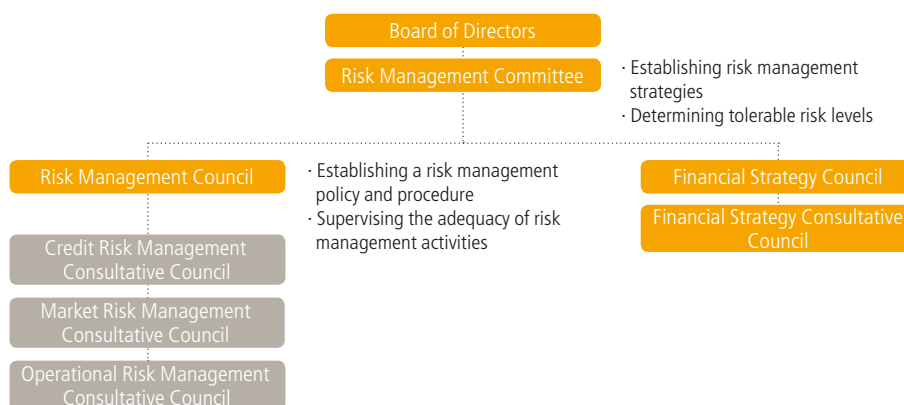 Board of Directors
Risk Management Committee
· Establishing risk management
strategies
· Determining tolerable risk levels
Risk Management Council
· Establishing a risk management
policy and procedure
· Supervising the adequacy of risk
management activities
Financial Strategy Council
Financial Strategy Consultative
Council
Credit Risk Management
Consultative Council
Market Risk Management
Consultative Council
Operational Risk Management
Consultative Council